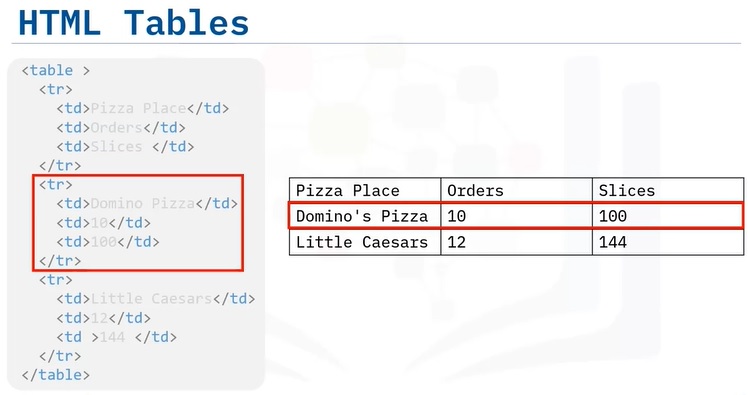 HTML Tables
<table >
<tr>
<td>Pizza Place</td>
<td>Orders</td>
<td>Slices </td>
</tr>
<tr>
<td>Domino Pizza</td>
<td>10</td>
<td>100</td>
</tr>
<tr>
<td>Little Caesars</td>
<td>12</td>
<td >144 </td>
</tr>
</table>
Pizza Place Orders Slices
Domino's Pizza 10 100
Little Caesars 12 144